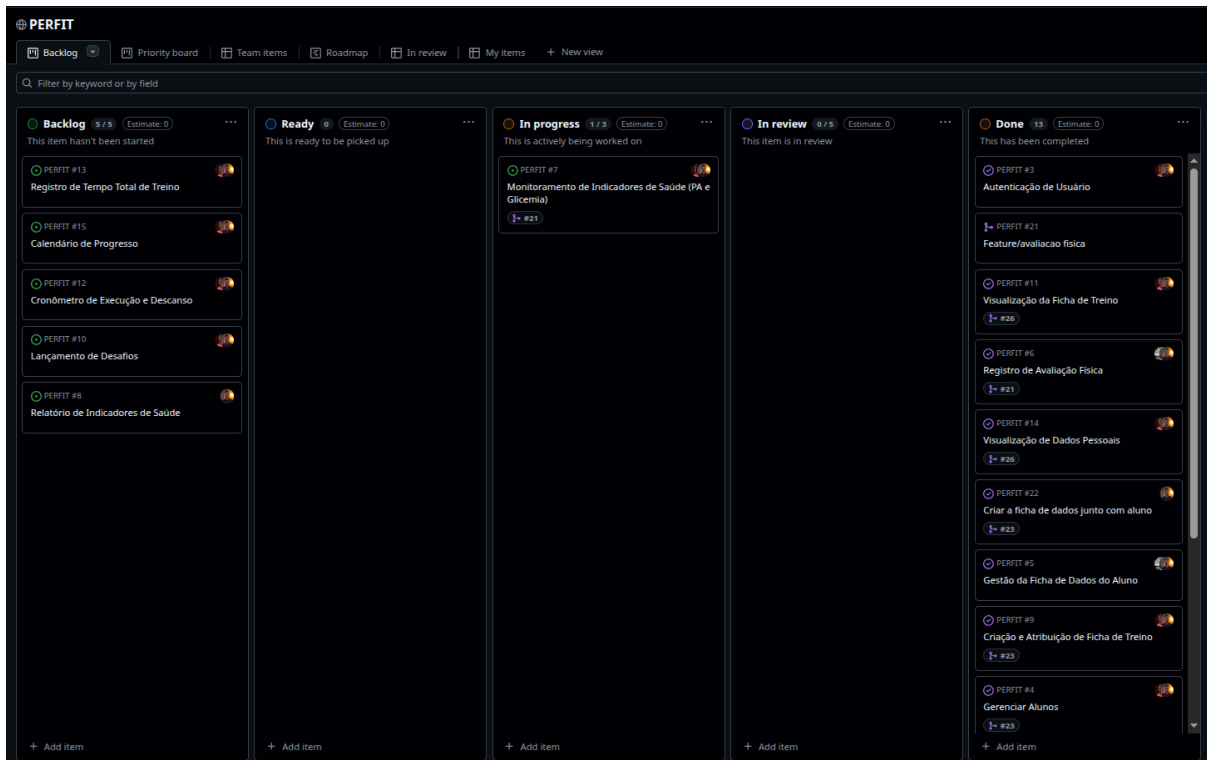 PERFIT
Backlog
Priority board
Team items
Roadmap
In review
My items
+ New view
Filter by keyword or by field
Backlog 5 / 5 Estimate: 0 ...
This item hasn't been started
PERFIT #13
Registro de Tempo Total de Treino
PERFIT #15
Calendário de Progresso
PERFIT #12
Cronômetro de Execução e Descanso
PERFIT #10
Lançamento de Desafios
PERFIT #8
Relatório de Indicadores de Saúde
+ Add item
Ready 0 Estimate: 0 ...
This is ready to be picked up
+ Add item
In progress 1 / 3 Estimate: 0 ...
This is actively being worked on
PERFIT #7
Monitoramento de Indicadores de Saúde (PA e
Glicemia)
#21
+ Add item
In review 0 / 5 Estimate: 0 ...
This item is in review
+ Add item
Done 13 Estimate: 0 ...
This has been completed
PERFIT #3
Autenticação de Usuário
PERFIT #21
Feature/avaliacao fisica
PERFIT #11
Visualização da Ficha de Treino
#26
PERFIT #6
Registro de Avaliação Física
#21
PERFIT #14
Visualização de Dados Pessoais
#26
PERFIT #22
Criar a ficha de dados junto com aluno
#23
PERFIT #5
Gestão da Ficha de Dados do Aluno
PERFIT #9
Criação e Atribuição de Ficha de Treino
#23
PERFIT #4
Gerenciar Alunos
#23
+ Add item